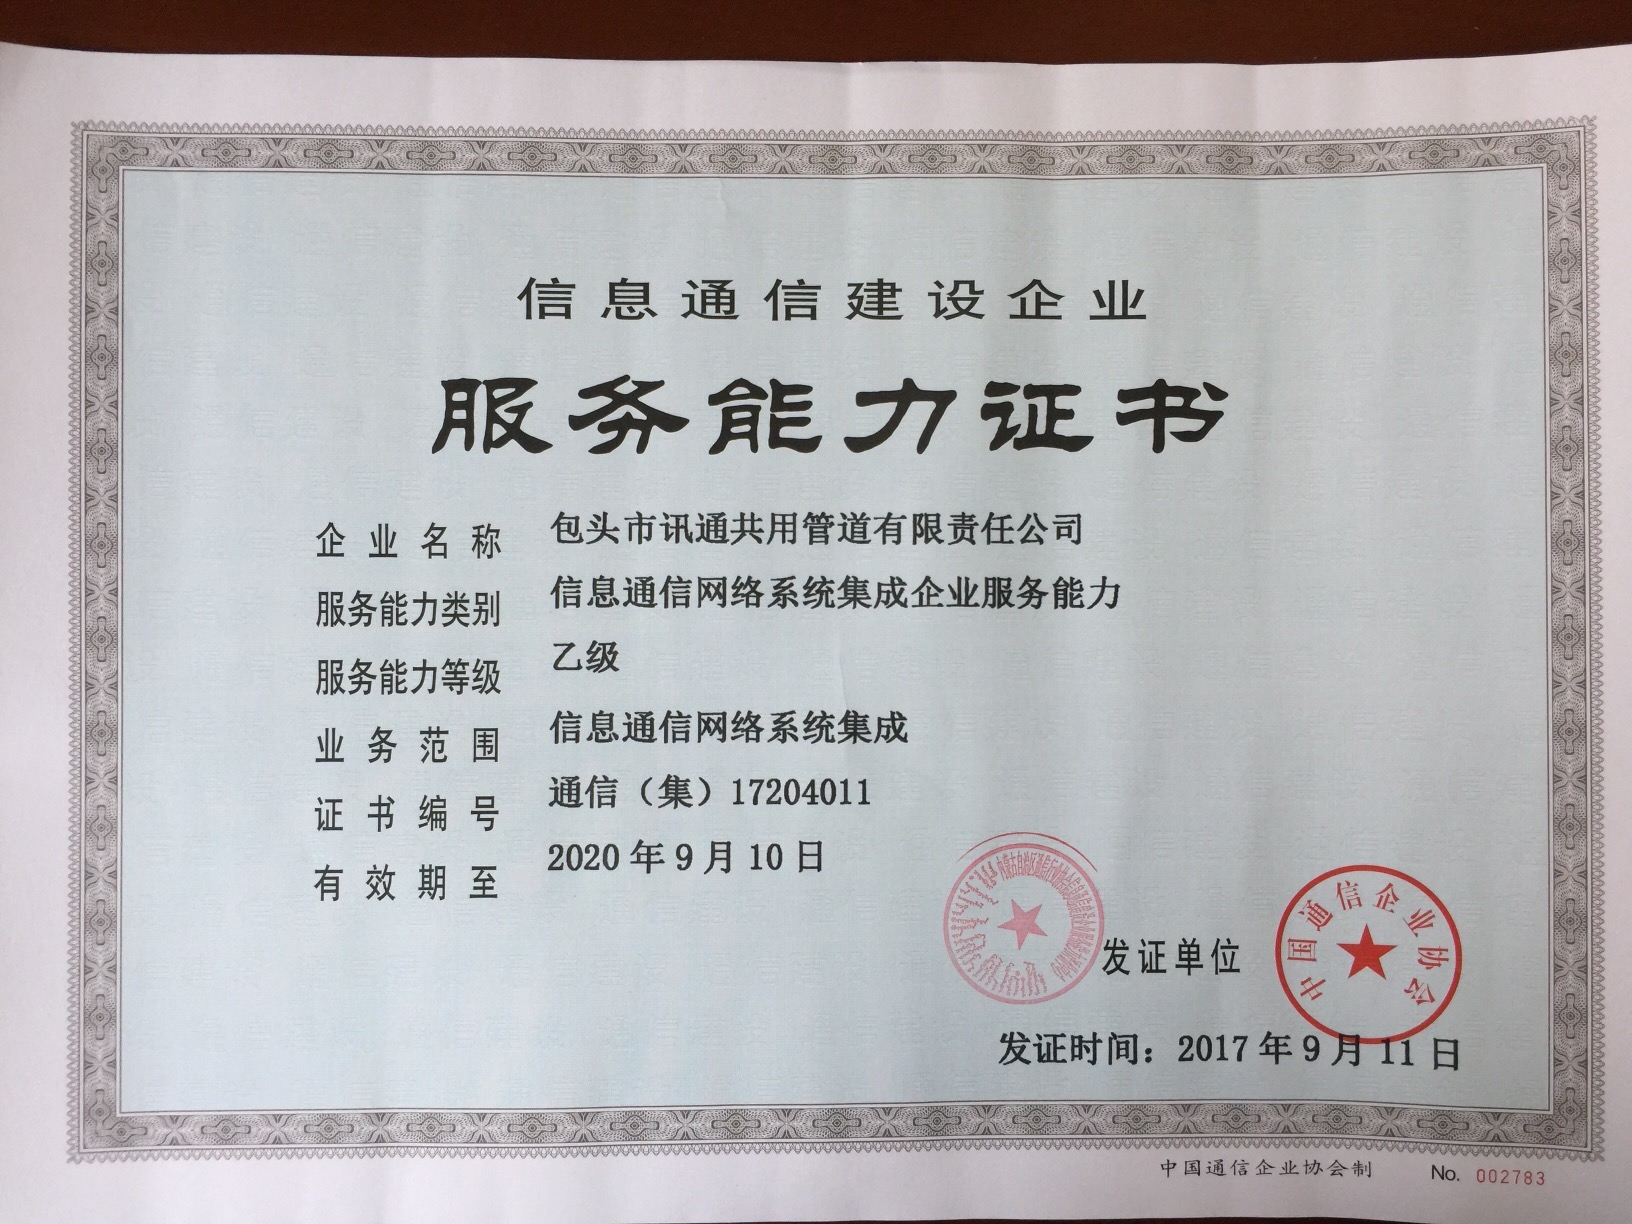 信息通信建设企业
服务能力证书
企业名称 包头市讯通共用管道有限责任公司
服务能力类别 信息通信网络系统集成企业服务能力
服务能力等级 乙级
业务范围 信息通信网络系统集成
证书编号 通信（集）17204011
有效期至 2020年9月10日
发证单位
中国通信企业协会
发证时间：2017年9月11日
中国通信企业协会制 No. 002783